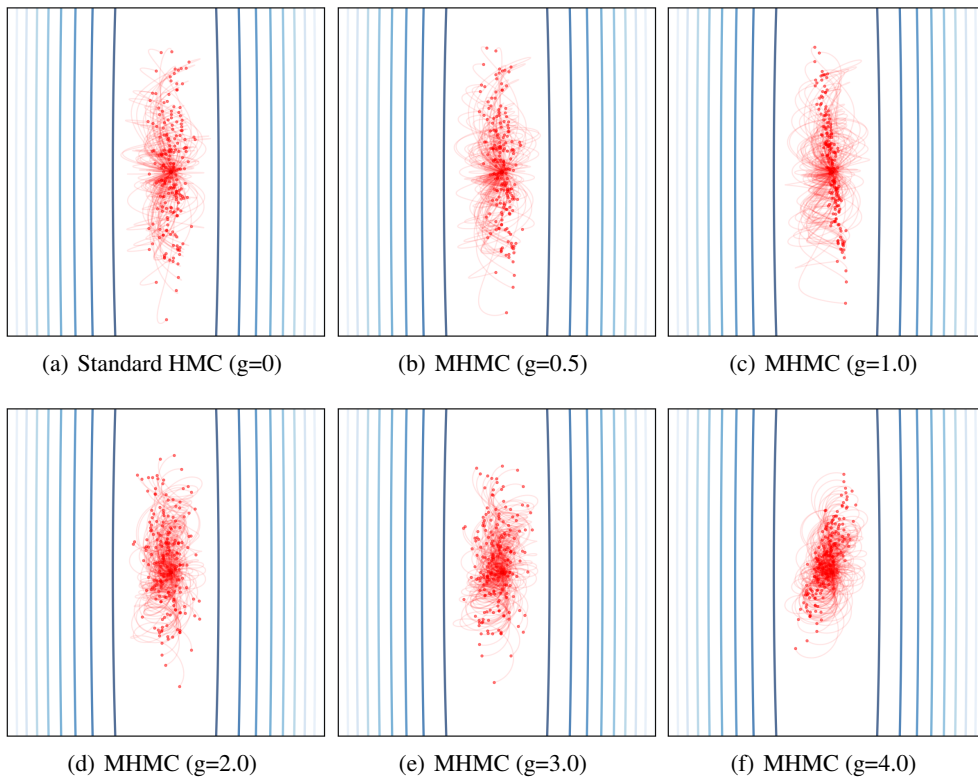 (a) Standard HMC (g=0)
(b) MHMC (g=0.5)
(c) MHMC (g=1.0)
(d) MHMC (g=2.0)
(e) MHMC (g=3.0)
(f) MHMC (g=4.0)